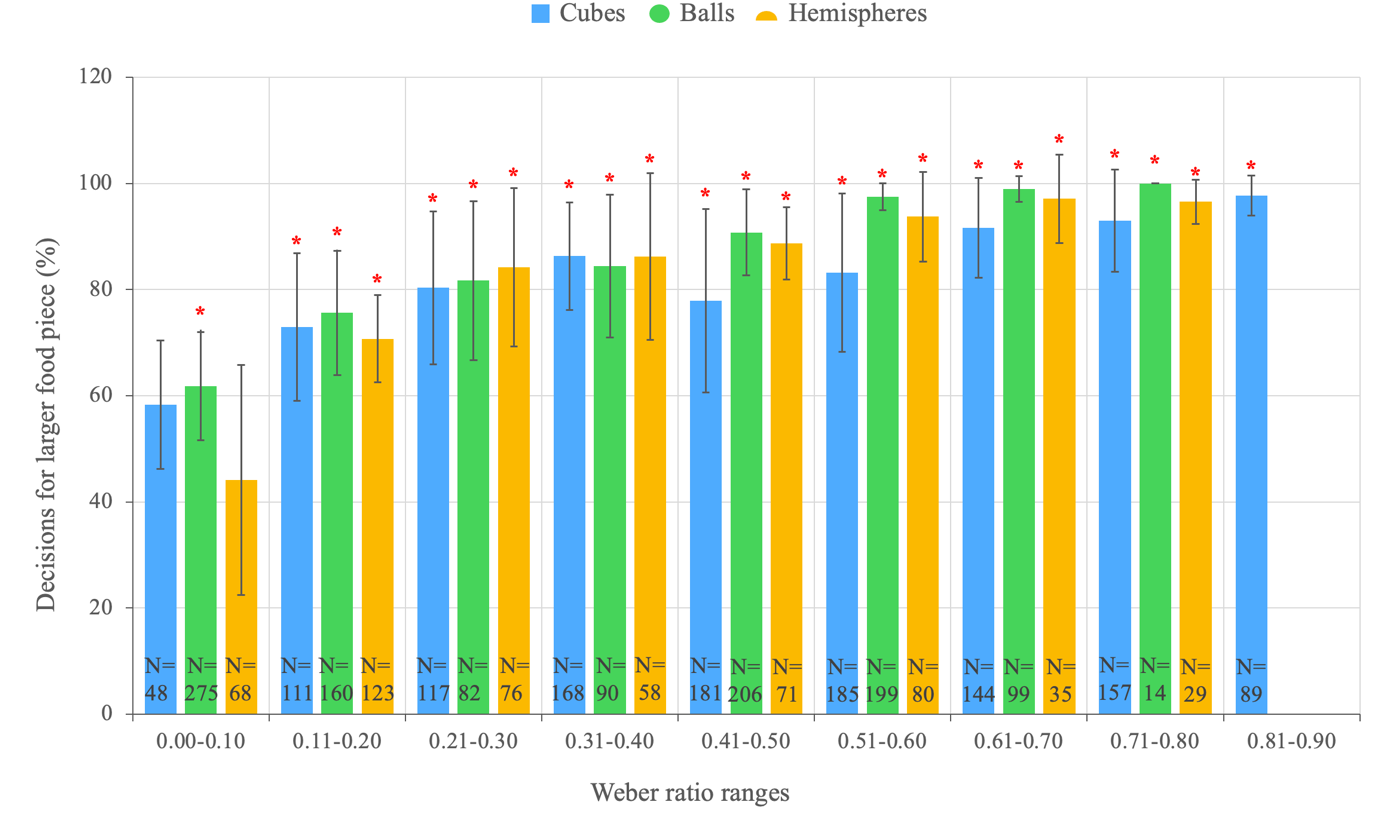 Cubes Balls Hemispheres
120
100
80
60
40
20
0
Decisions for larger food piece (%)
* * * * * * * * * * * * * * * * * * * * * * *
N= N= N= N= N= N= N= N= N= N= N= N= N= N= N= N= N= N= N= N= N= N= N= N= N=
48 275 68 111 160 123 117 82 76 168 90 58 181 206 71 185 199 80 144 99 35 157 14 29 89
0.00-0.10 0.11-0.20 0.21-0.30 0.31-0.40 0.41-0.50 0.51-0.60 0.61-0.70 0.71-0.80 0.81-0.90
Weber ratio ranges